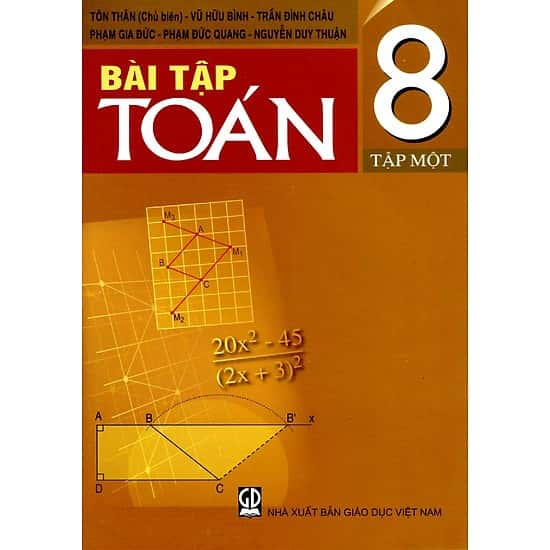 TÔN THÂN (Chủ biên) - VŨ HỮU BÌNH - TRẦN ĐÌNH CHÂU
PHẠM GIA ĐỨC - PHẠM ĐỨC QUANG - NGUYỄN DUY THUẬN
BÀI TẬP
TOÁN
8
TẬP MỘT
M3
A
M1
B
C
M2
20x² - 45
(2x + 3)²
A B B' x
D C
GD
NHÀ XUẤT BẢN GIÁO DỤC VIỆT NAM